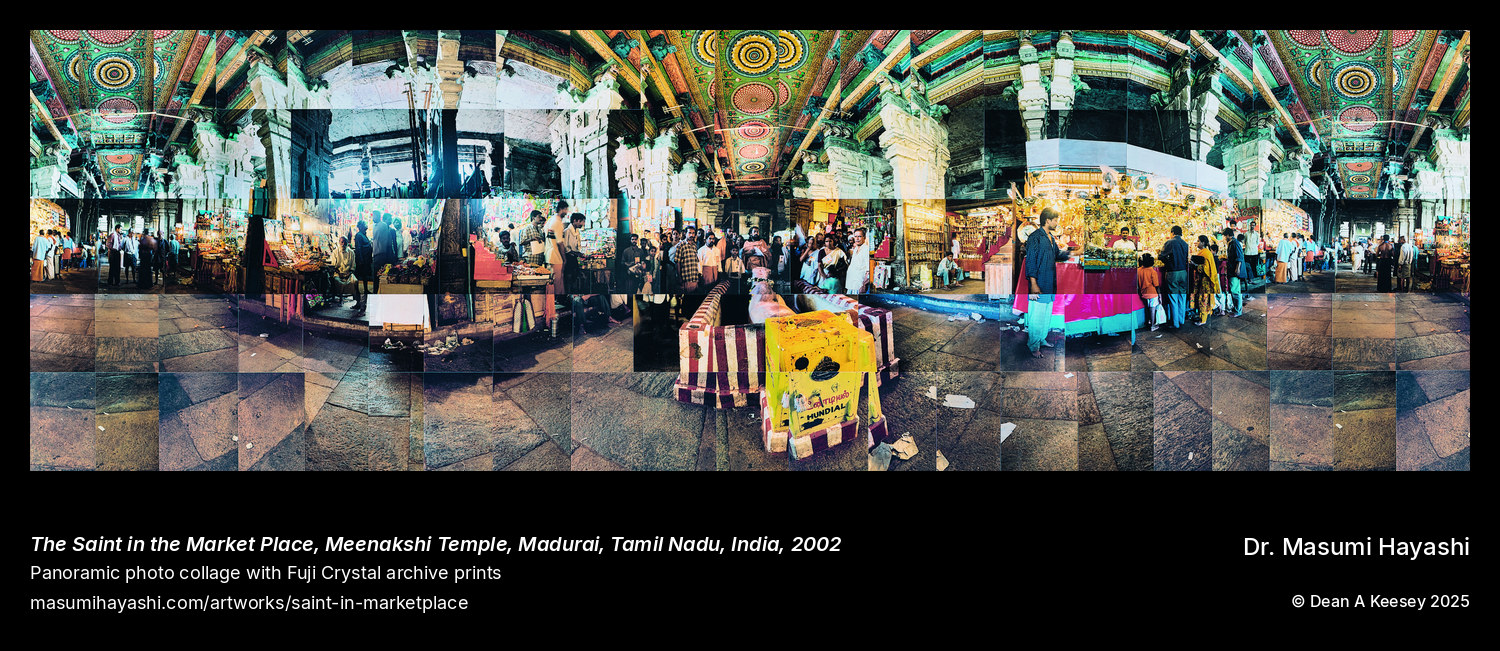 HUNDIAL
The Saint in the Market Place, Meenakshi Temple, Madurai, Tamil Nadu, India, 2002
Panoramic photo collage with Fuji Crystal archive prints
masumihayashi.com/artworks/saint-in-marketplace
Dr. Masumi Hayashi
© Dean A Keesey 2025